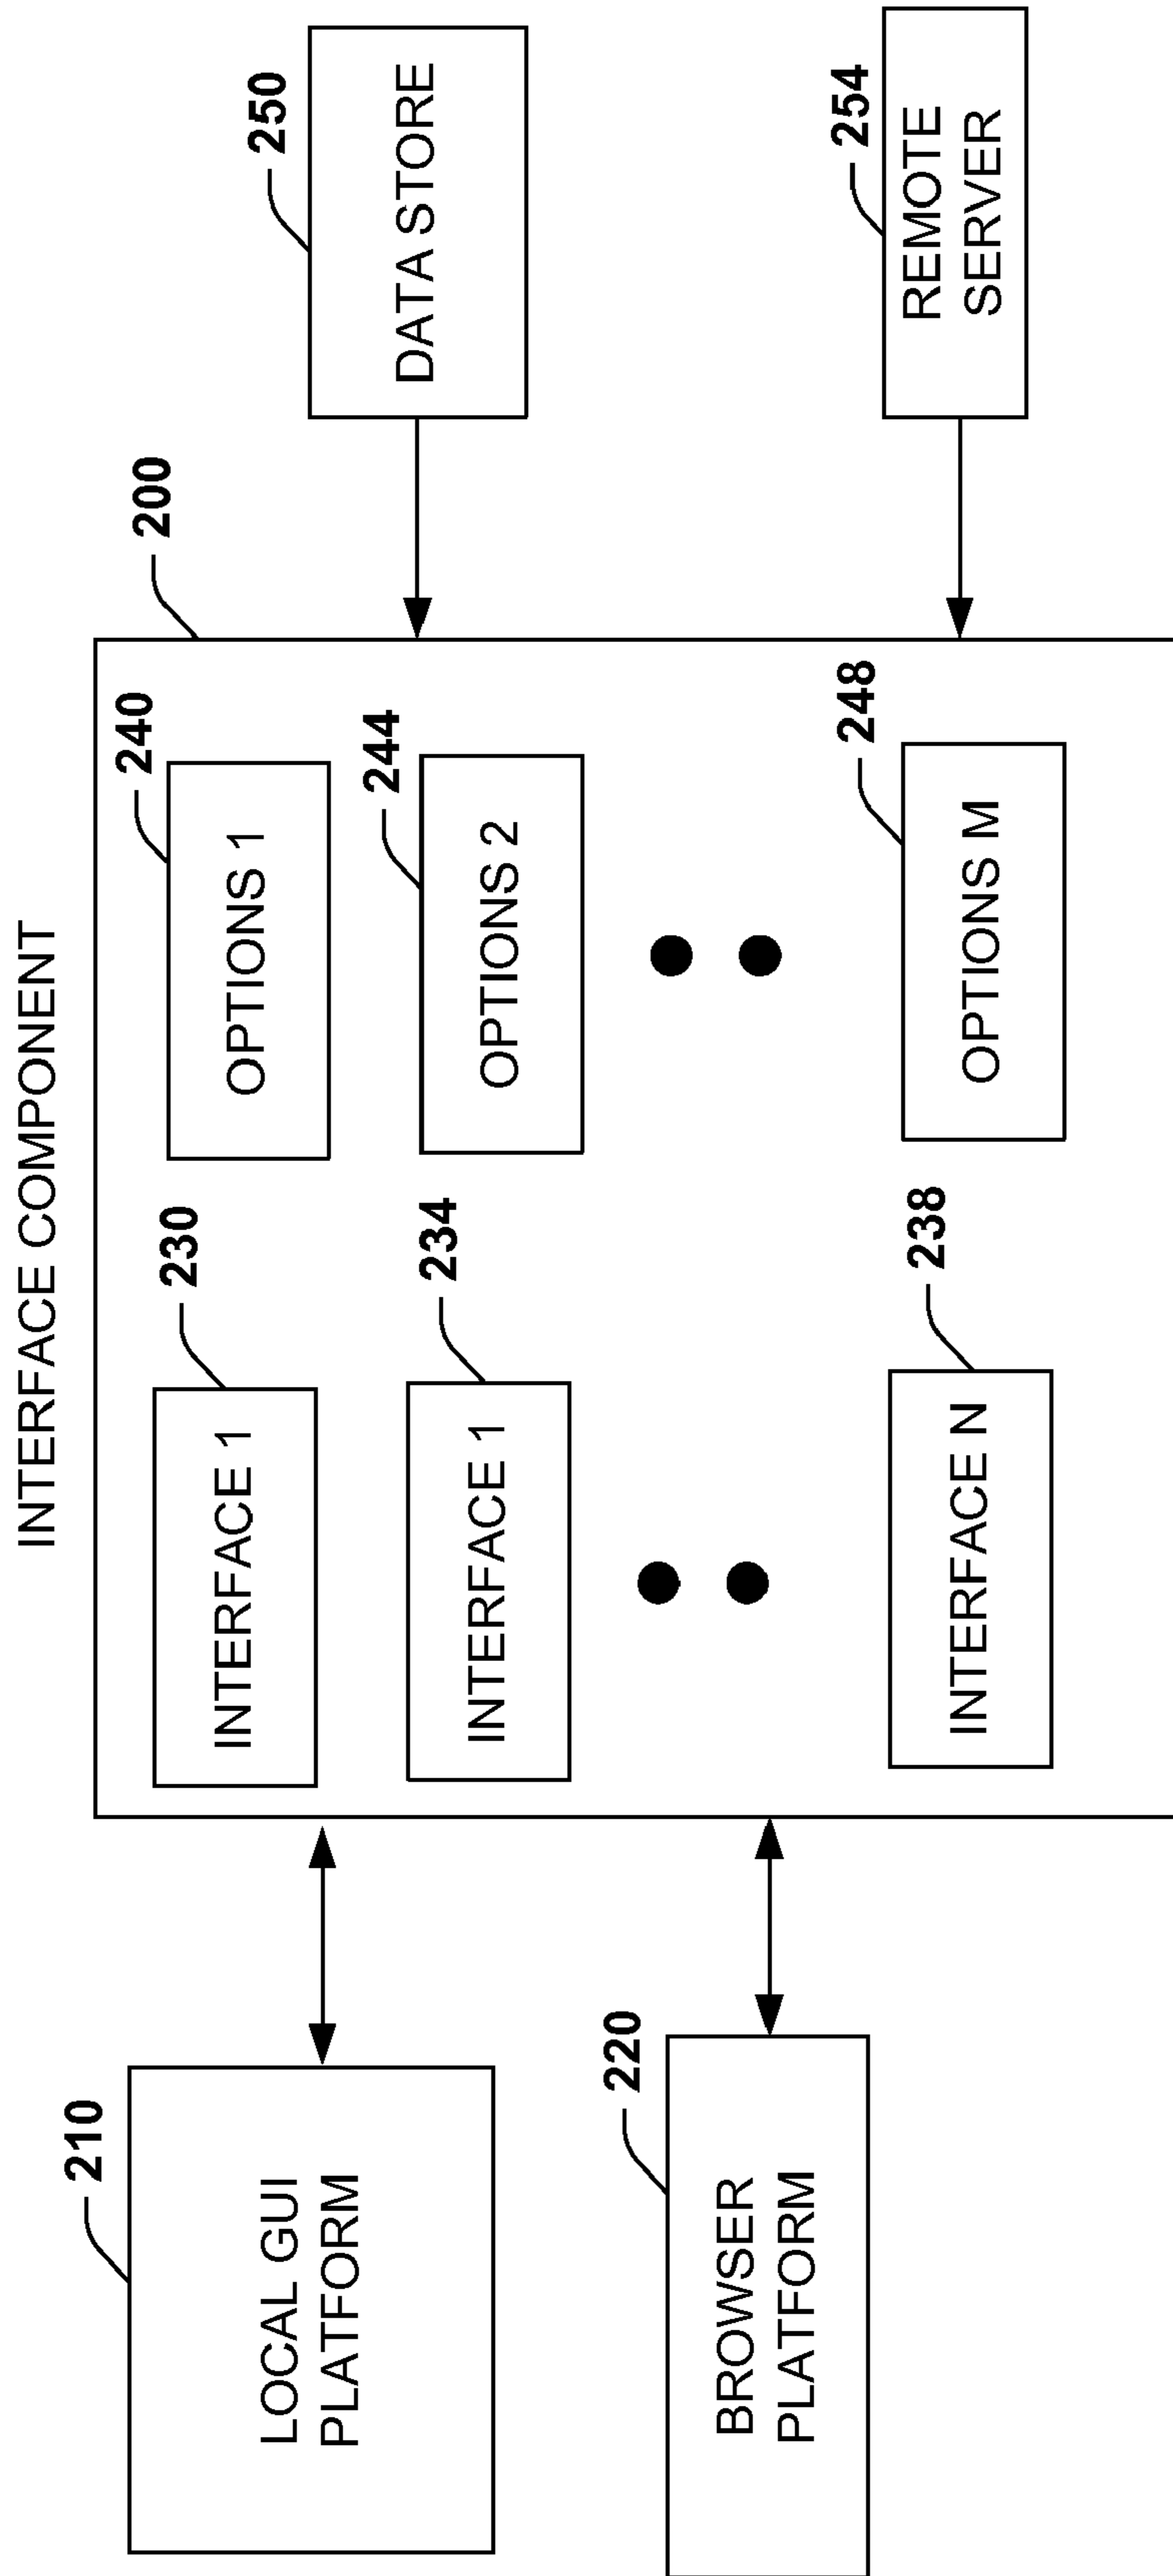 INTERFACE COMPONENT
200
210
LOCAL GUI
PLATFORM
220
BROWSER
PLATFORM
230
INTERFACE 1
234
INTERFACE 1
238
INTERFACE N
240
OPTIONS 1
244
OPTIONS 2
248
OPTIONS M
250
DATA STORE
254
REMOTE
SERVER